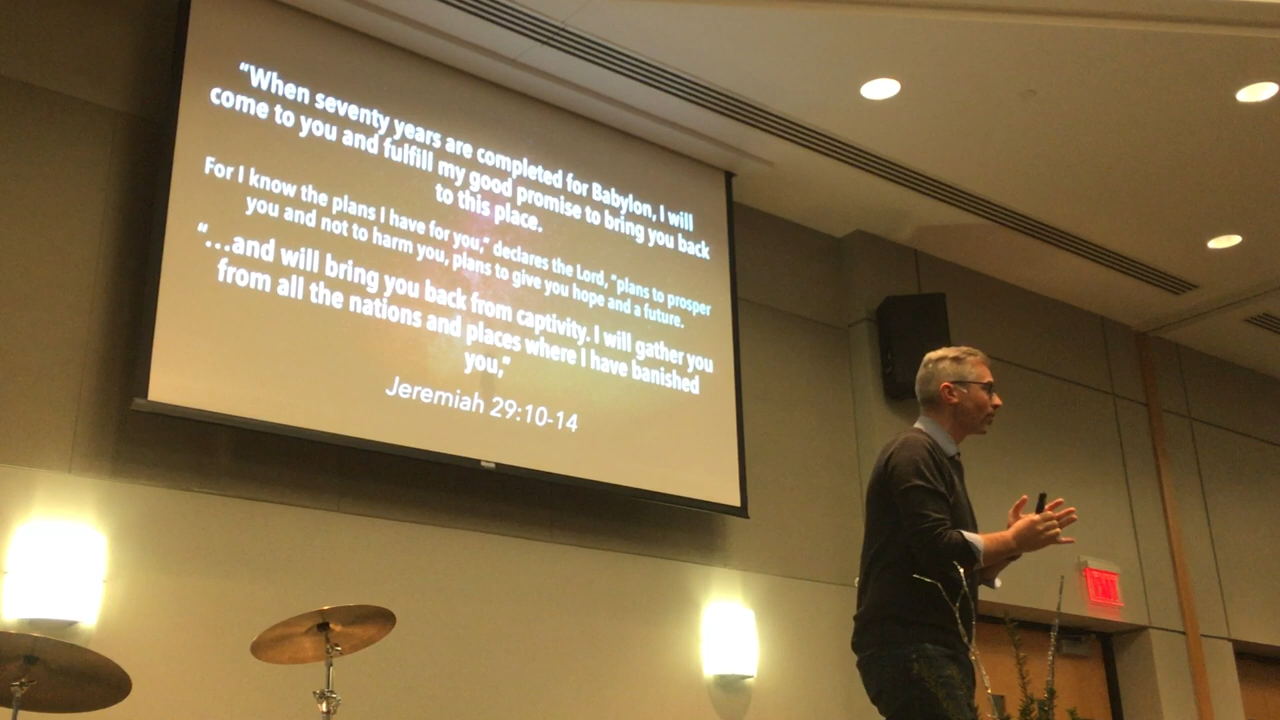 “When seventy years are completed for Babylon, I will
come to you and fulfill my good promise to bring you back
to this place.
For I know the plans I have for you,” declares the Lord, “plans to prosper
you and not to harm you, plans to give you hope and a future.
“…and will bring you back from captivity. I will gather you
from all the nations and places where I have banished
you,”
Jeremiah 29:10-14
EXIT